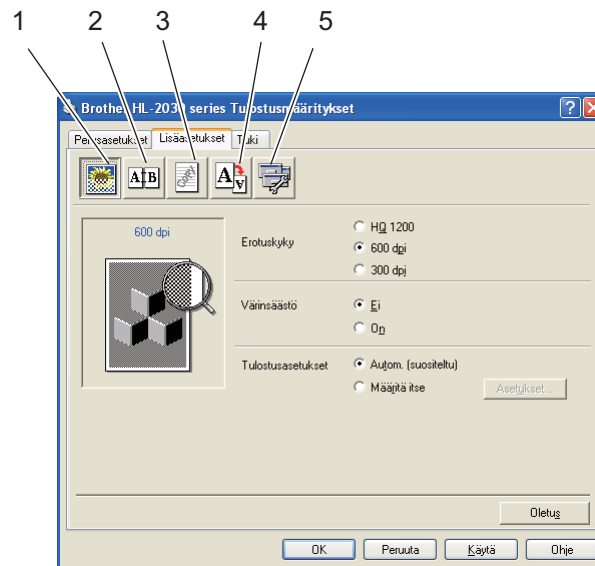 1 2 3 4 5
Brother HL-2030 series Tulostusmääritykset
Perusasetukset Lisäasetukset Tuki
A B
A A
600 dpi
Erotuskyky
HQ 1200
600 dpi
300 dpi
Värinsäästö
Ei
On
Tulostusasetukset
Autom. (suositeltu)
Määritä itse
Asetykset...
Oletus
OK Peruuta Käytä Ohje